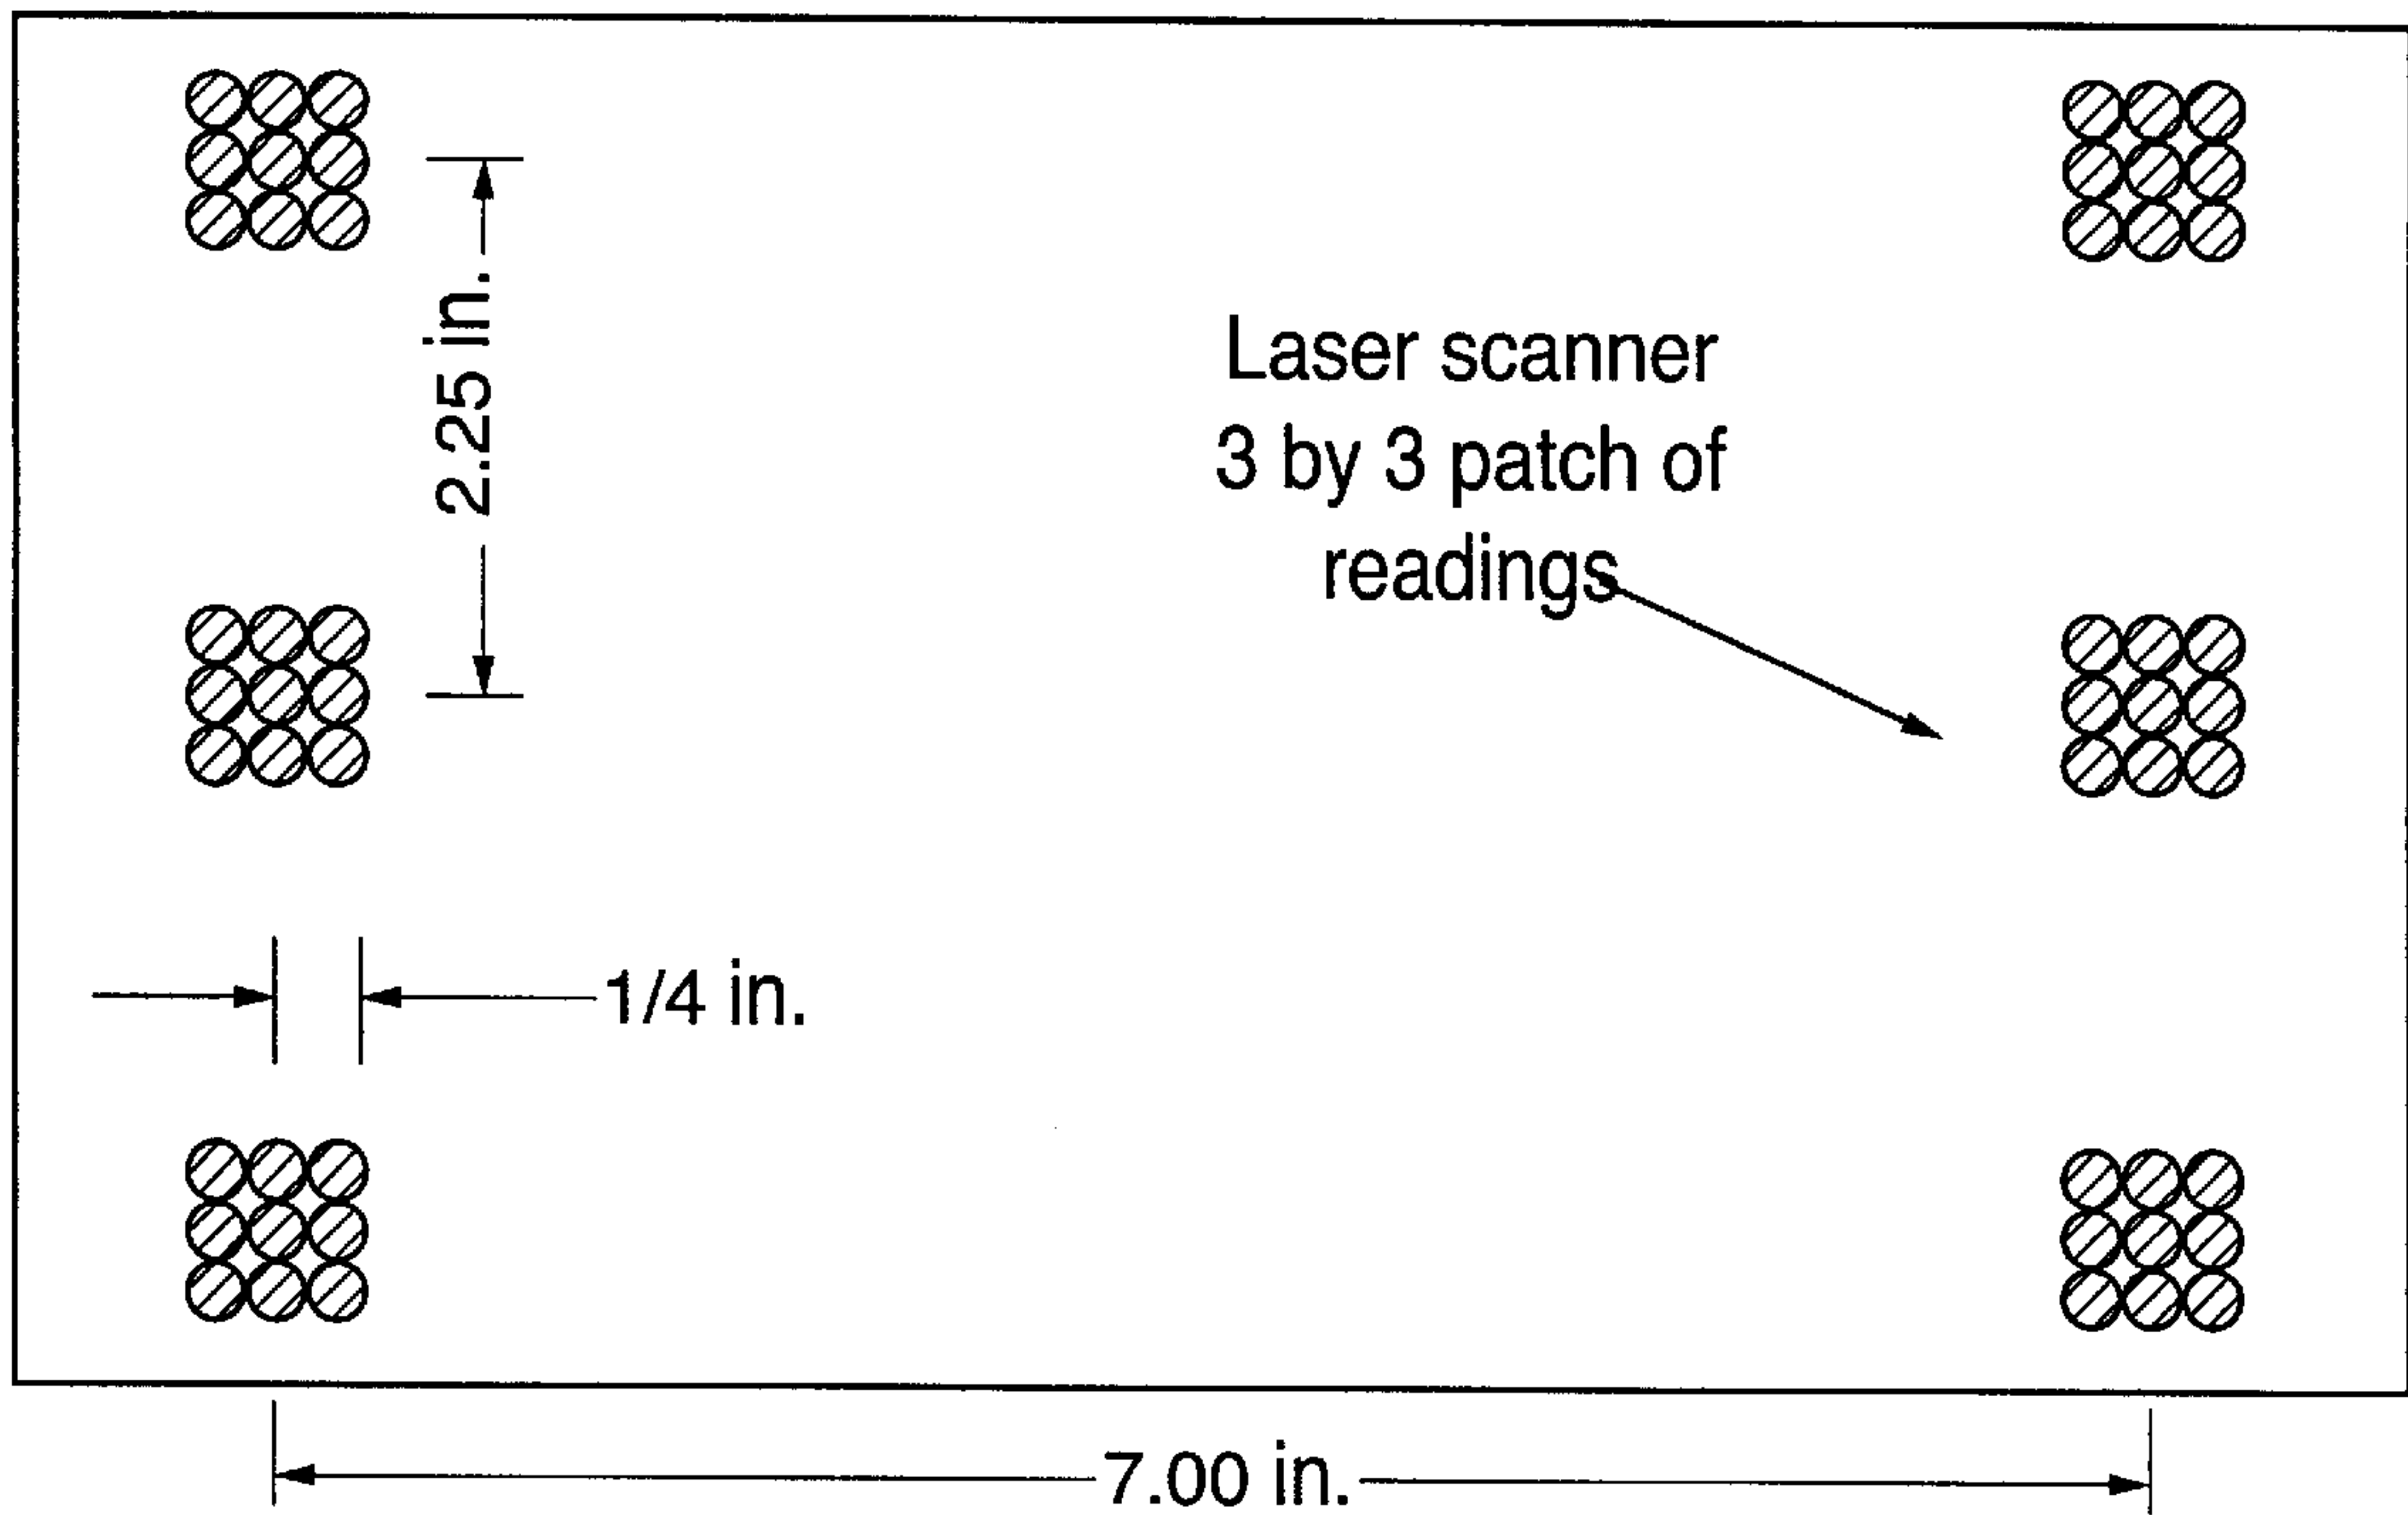 2.25 in.
Laser scanner
3 by 3 patch of
readings
1/4 in.
7.00 in.